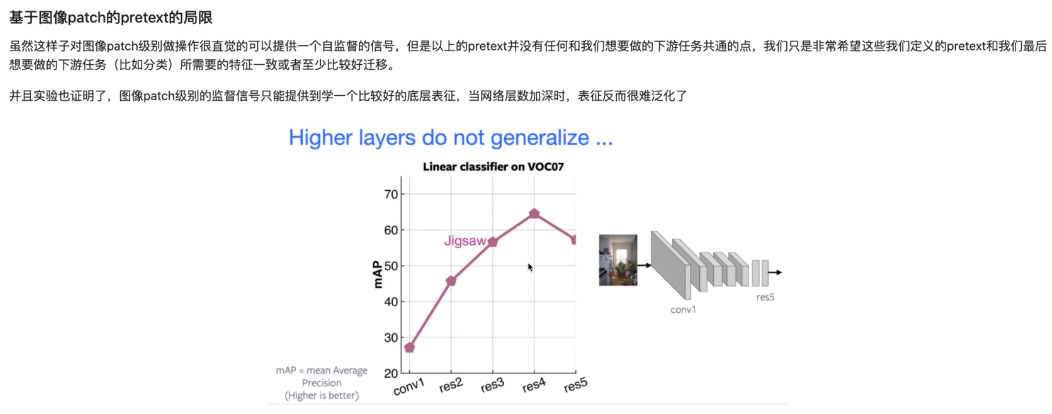 基于图像patch的pretext的局限
虽然这样子对图像patch级别做操作很直觉的可以提供一个自监督的信号，但是以上的pretext并没有任何和我们想要做的下游任务共通的点，我们只是非常希望这些我们定义的pretext和我们最后
想要做的下游任务（比如分类）所需要的特征一致或者至少比较好迁移。
并且实验也证明了，图像patch级别的监督信号只能提供到学一个比较好的底层表征，当网络层数加深时，表征反而很难泛化了
Higher layers do not generalize ...
Linear classifier on VOC07
70
60
Jigsaw
50
mAP
40
30
20
conv1
res2
res3
res4
res5
mAP = mean Average
Precision
(Higher is better)
conv1
res5